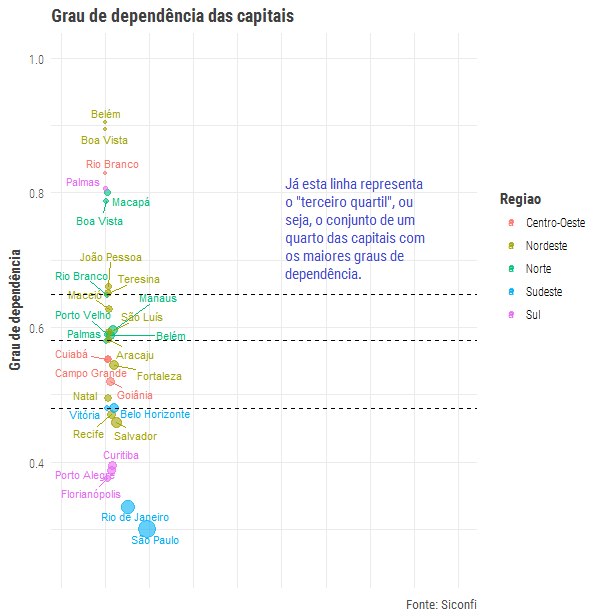 Grau de dependência das capitais
1.0
Belém
Boa Vista
Rio Branco
Palmas
0.8
Macapá
Boa Vista
Já esta linha representa
o "terceiro quartil", ou
seja, o conjunto de um
quarto das capitais com
os maiores graus de
dependência.
Regiao
Centro-Oeste
Nordeste
Norte
Sudeste
Sul
Grau de dependência
João Pessoa
Rio Branco
Teresina
Maceió
Manaus
Porto Velho
São Luís
0.6
Palmas
Belém
Cuiabá
Aracaju
Campo Grande
Fortaleza
Natal
Goiânia
Vitória
Belo Horizonte
Recife
Salvador
Curitiba
0.4
Porto Alegre
Florianópolis
Rio de Janeiro
São Paulo
Fonte: Siconfi